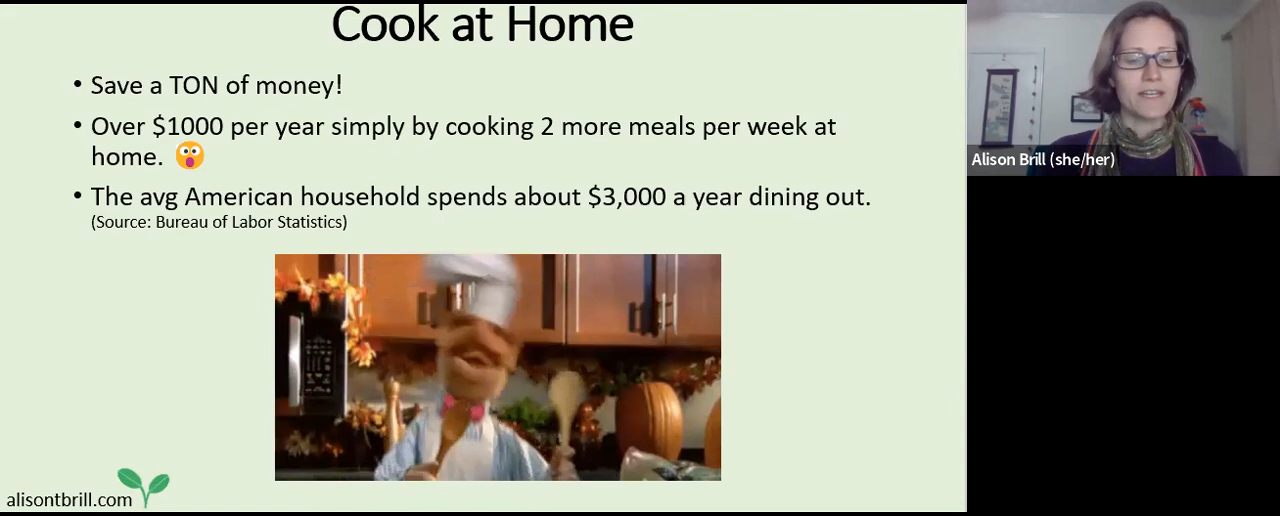 Cook at Home
• Save a TON of money!
• Over $1000 per year simply by cooking 2 more meals per week at
home. 😲
• The avg American household spends about $3,000 a year dining out.
(Source: Bureau of Labor Statistics)
alisontbrill.com
Alison Brill (she/her)